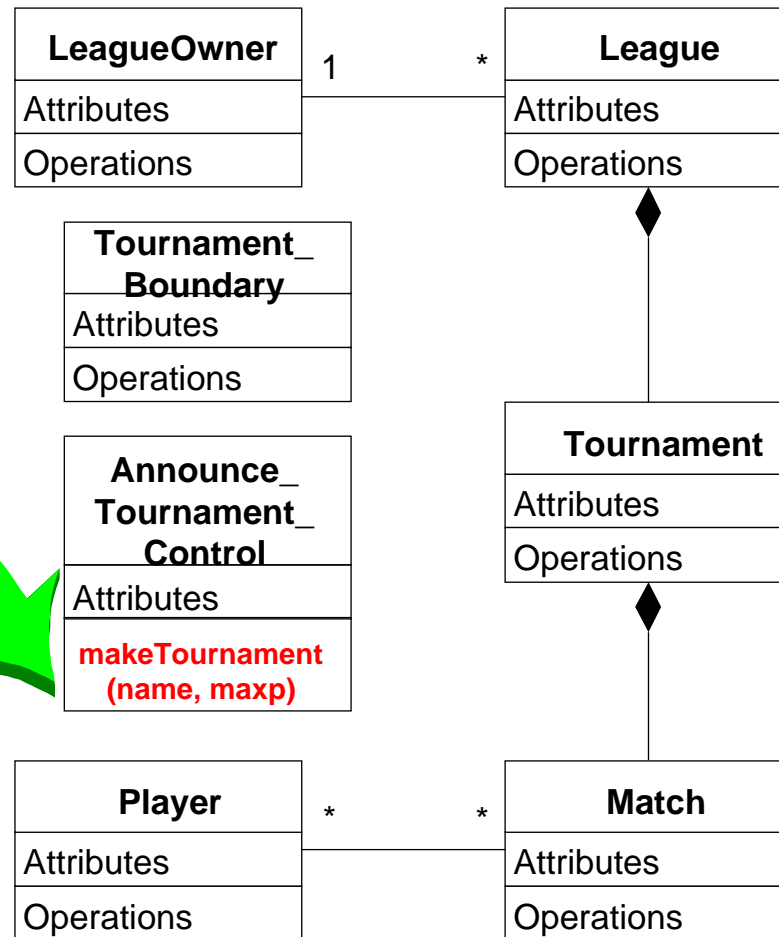 LeagueOwner
Attributes
Operations
1
*
League
Attributes
Operations
Tournament_
Boundary
Attributes
Operations
Announce_
Tournament_
Control
Attributes
makeTournament
(name, maxp)
Tournament
Attributes
Operations
Player
Attributes
Operations
*
*
Match
Attributes
Operations